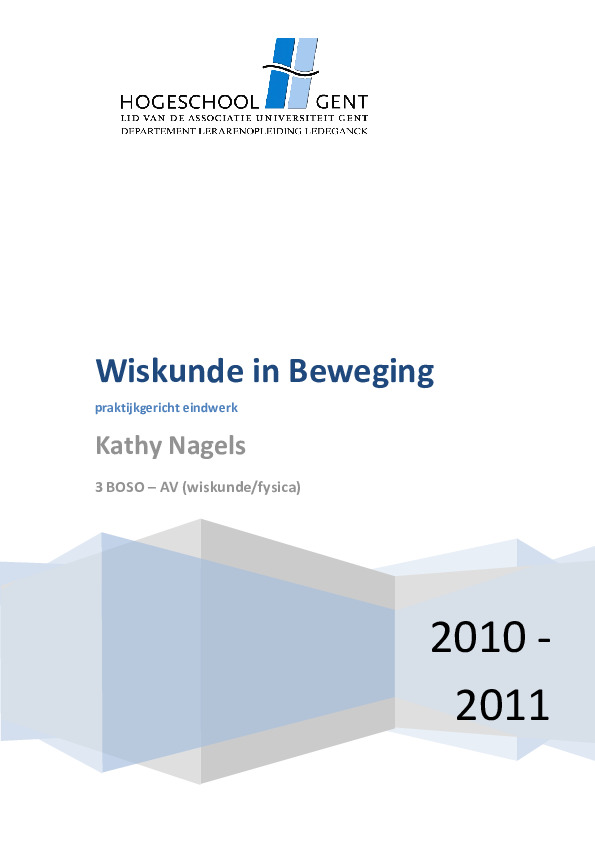 HOGESCHOOL GENT
LID VAN DE ASSOCIATIE UNIVERSITEIT GENT
DEPARTEMENT LERARENOPLEIDING LEDEGANCK
Wiskunde in Beweging
praktijkgericht eindwerk
Kathy Nagels
3 BOSO – AV (wiskunde/fysica)
2010 -
2011